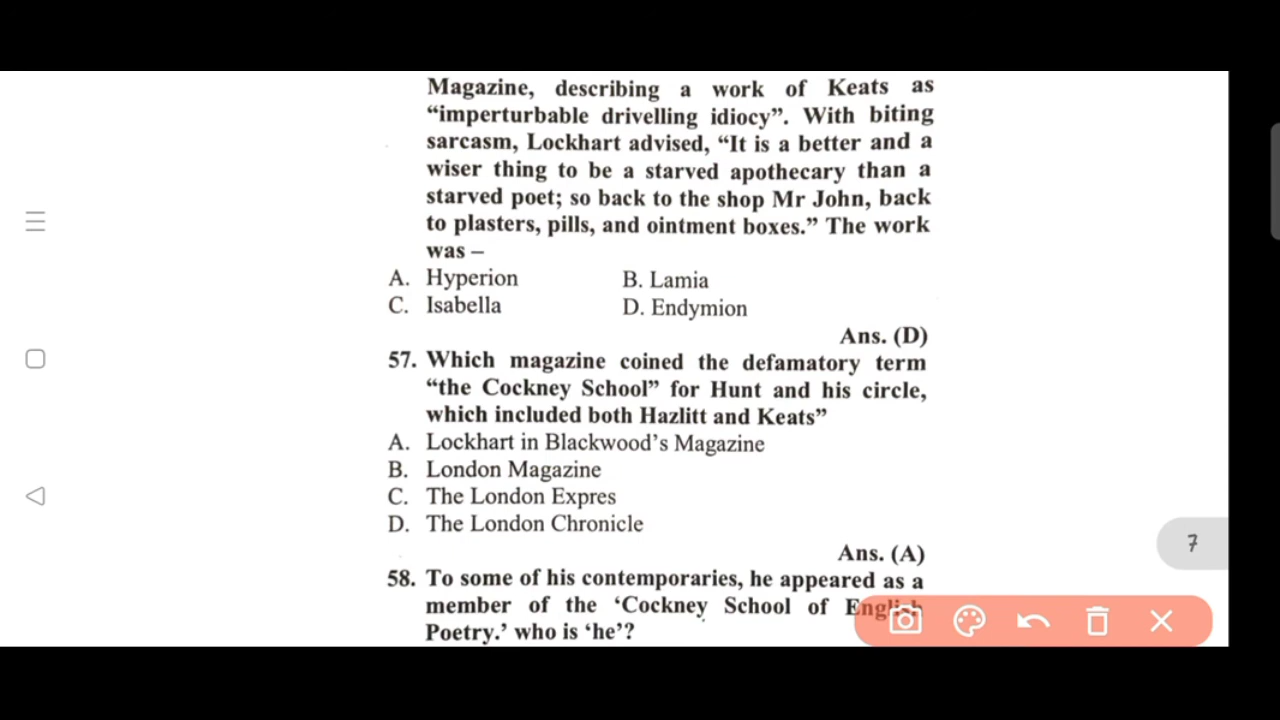 Magazine, describing a work of Keats as
“imperturbable drivelling idiocy”. With biting
sarcasm, Lockhart advised, “It is a better and a
wiser thing to be a starved apothecary than a
starved poet; so back to the shop Mr John, back
to plasters, pills, and ointment boxes.” The work
was –
A. Hyperion B. Lamia
C. Isabella D. Endymion
Ans. (D)
57. Which magazine coined the defamatory term
“the Cockney School” for Hunt and his circle,
which included both Hazlitt and Keats”
A. Lockhart in Blackwood’s Magazine
B. London Magazine
C. The London Expres
D. The London Chronicle
Ans. (A)
7
58. To some of his contemporaries, he appeared as a
member of the ‘Cockney School of English
Poetry.’ who is ‘he’?